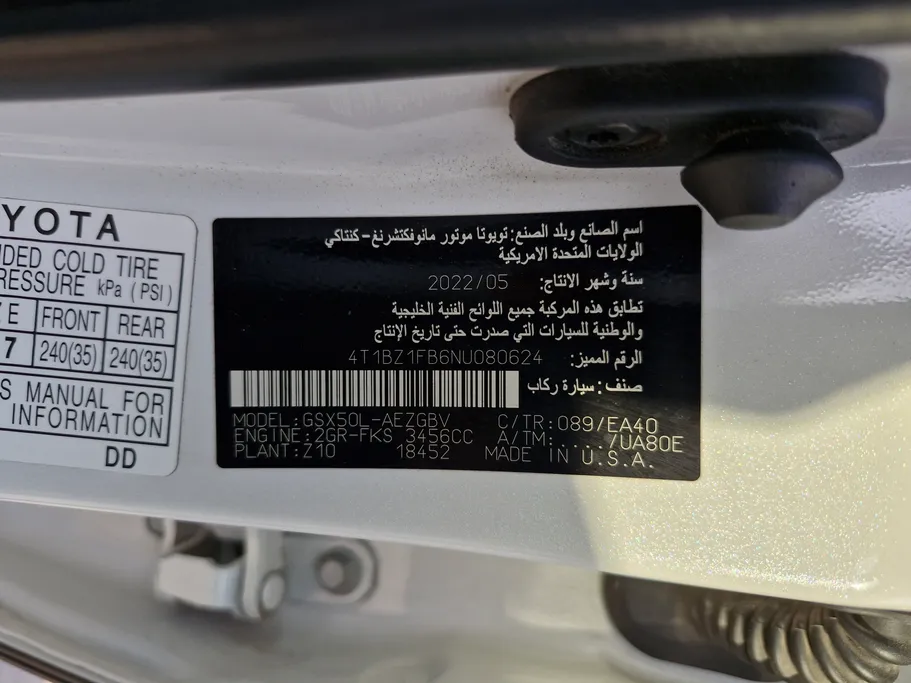 YOTA
DED COLD TIRE
RESSURE kPa ( PSI )
ZE FRONT REAR
7 240(35) 240(35)
S MANUAL FOR
INFORMATION
DD
اسم الصانع وبلد الصنع: تويوتا موتور مانوفكتشرنغ - كنتاكي
الولايات المتحدة الامريكية
سنة وشهر الانتاج: 2022/05
تطابق هذه المركبة جميع اللوائح الفنية الخليجية
والوطنية للسيارات التي صدرت حتى تاريخ الإنتاج
الرقم المميز: 4T1BZ1FB6NU080624
صنف: سيارة ركاب
MODEL:GSX50L-AEZGBV C/TR:089/EA40
ENGINE:2GR-FKS 3456CC A/TM:...../UA80E
PLANT:Z10 18452 MADE IN U.S.A.